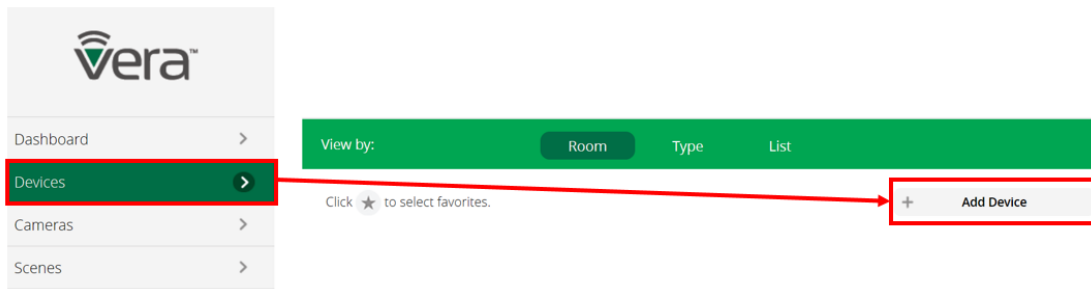 vera™
Dashboard
Devices
Cameras
Scenes
View by: Room Type List
Click ★ to select favorites.
+ Add Device